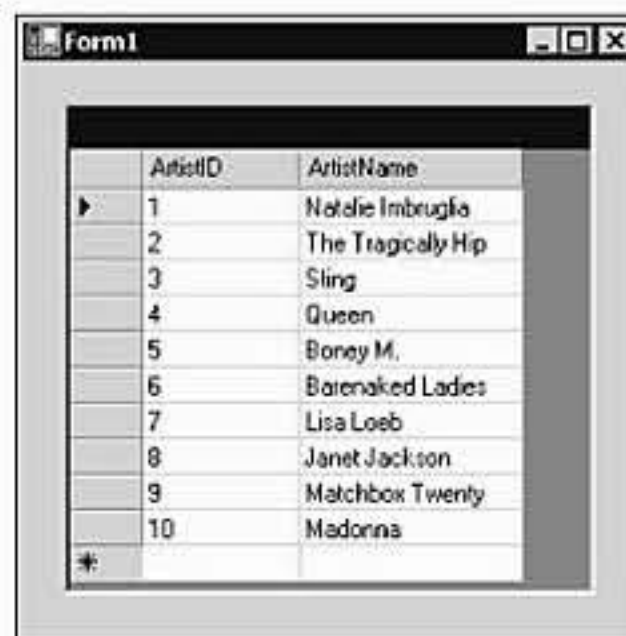 Form1
ArtistID ArtistName
1 Natalie Imbruglia
2 The Tragically Hip
3 Sling
4 Queen
5 Boney M.
6 Barenaked Ladies
7 Lisa Loeb
8 Janet Jackson
9 Matchbox Twenty
10 Madonna
*